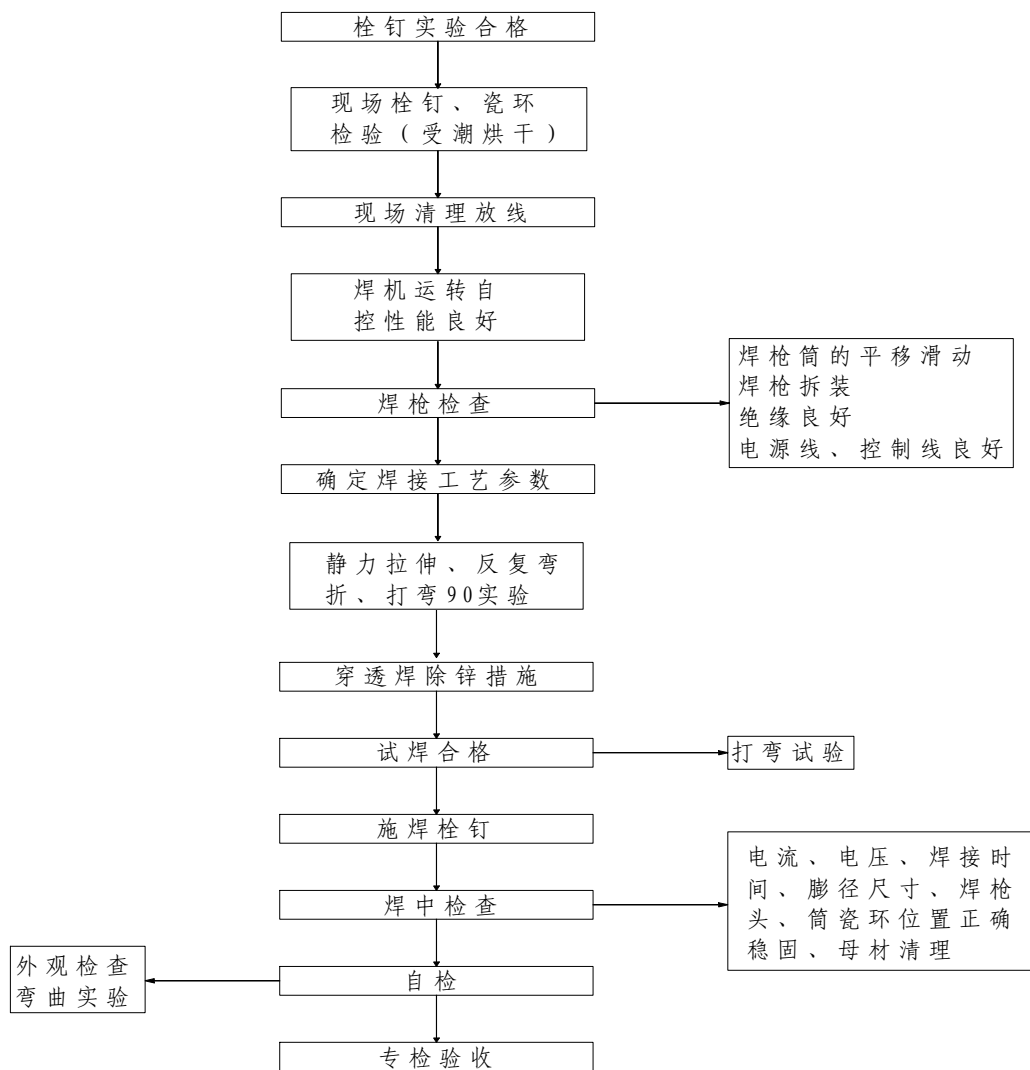 栓钉实验合格
现场栓钉、瓷环
检验(受潮烘干)
现场清理放线
焊机运转自
控性能良好
焊枪检查
焊枪筒的平移滑动
焊枪拆装
绝缘良好
电源线、控制线良好
确定焊接工艺参数
静力拉伸、反复弯
折、打弯90实验
穿透焊除锌措施
试焊合格
打弯试验
施焊栓钉
焊中检查
电流、电压、焊接时
间、膨径尺寸、焊枪
头、筒瓷环位置正确
稳固、母材清理
自检
外观检查
弯曲实验
专检验收